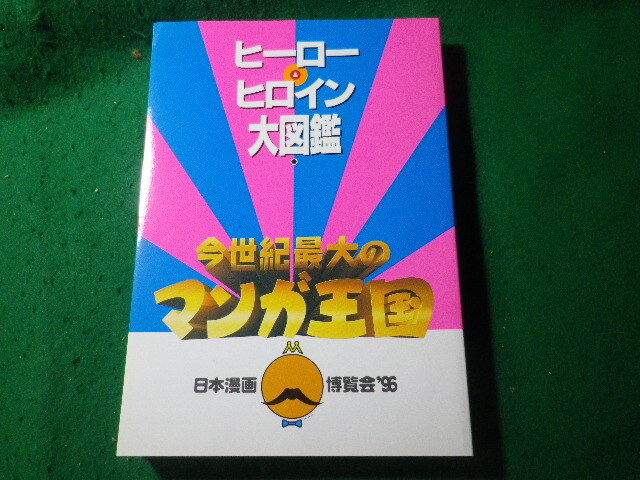 ヒーロー
&
ヒロイン
大図鑑
今世紀最大の
マンガ王国
日本漫画 博覧会'96